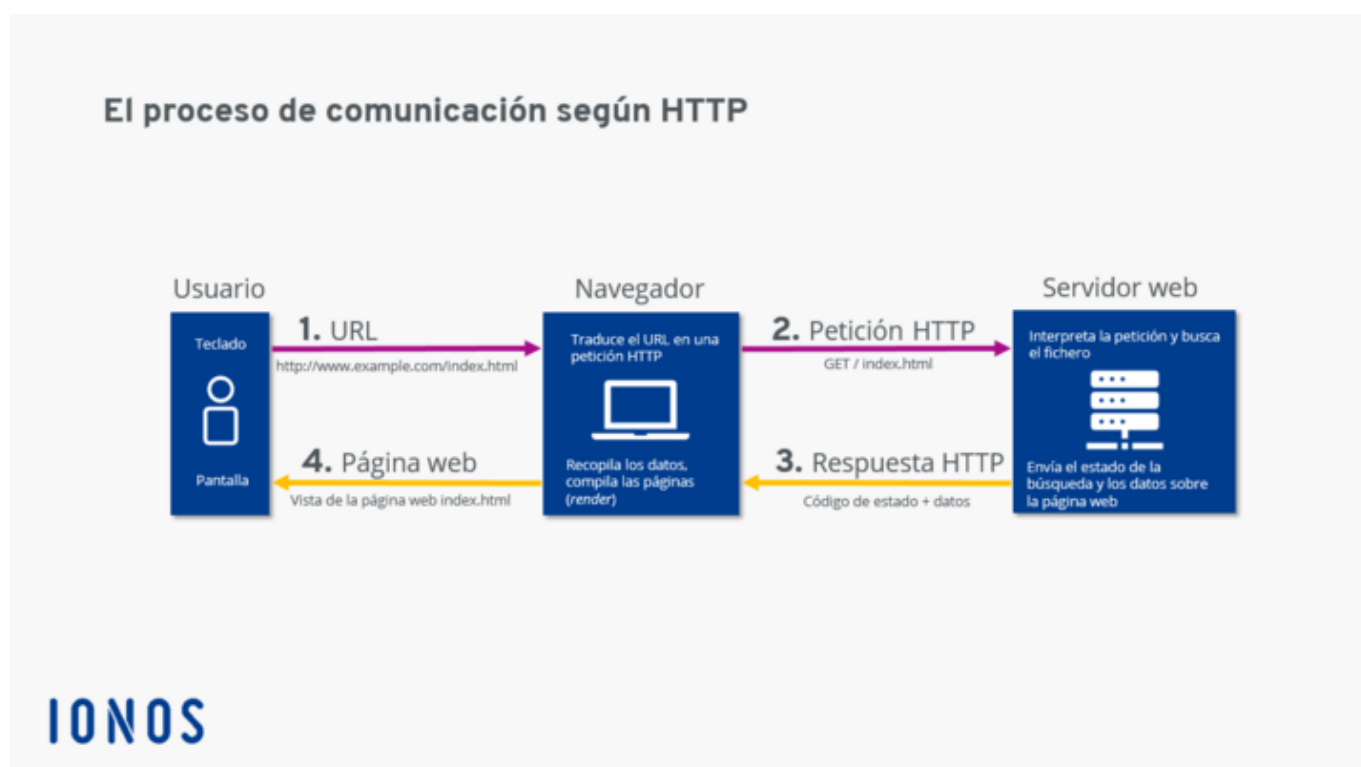 El proceso de comunicación según HTTP
Usuario
Navegador
Servidor web
Teclado
1. URL
http://www.example.com/index.html
Traduce el URL en una
petición HTTP
2. Petición HTTP
GET / index.html
Interpreta la petición y busca
el fichero
Pantalla
4. Página web
Vista de la página web index.html
Recopila los datos,
compila las páginas
(render)
3. Respuesta HTTP
Código de estado + datos
Envía el estado de la
búsqueda y los datos sobre
la página web
IONOS